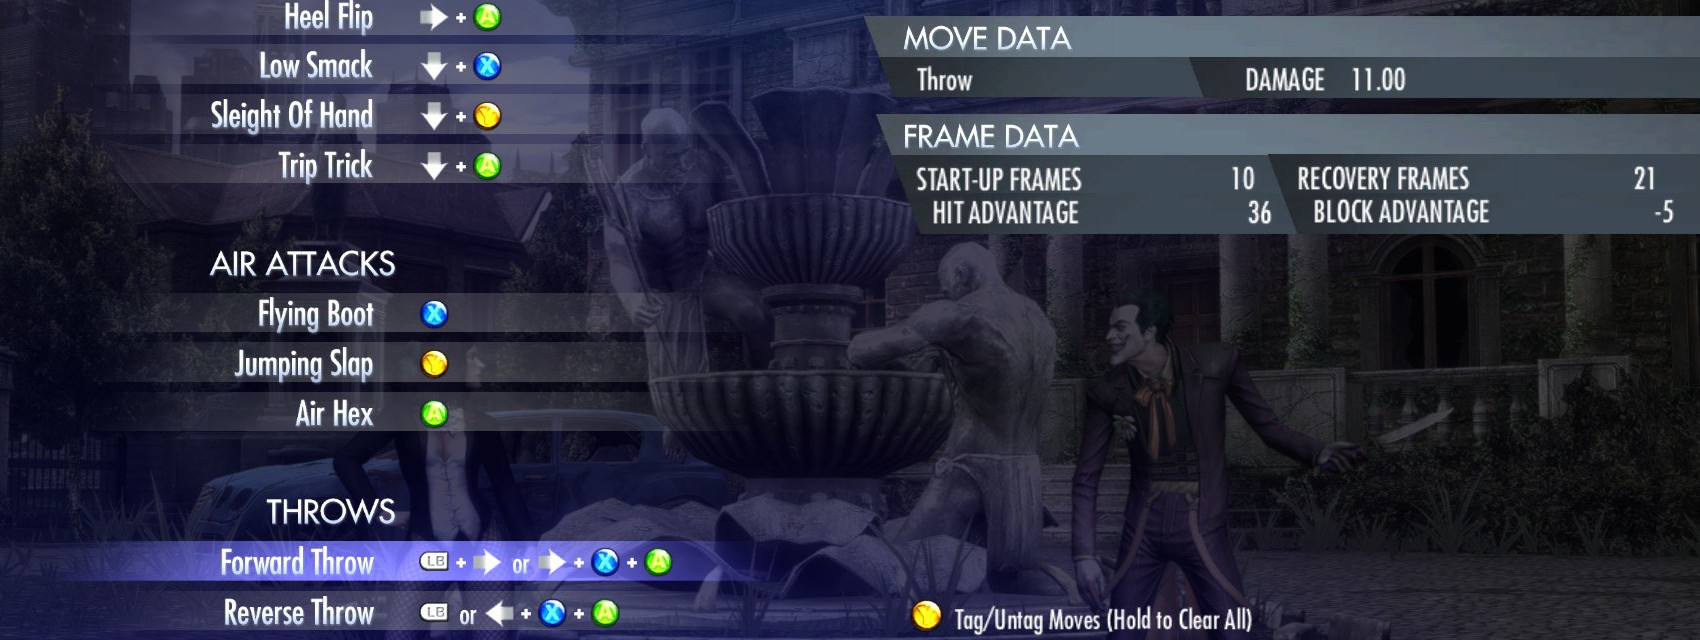 Heel Flip + A
Low Smack + X
Sleight Of Hand + Y
Trip Trick + A
AIR ATTACKS
Flying Boot X
Jumping Slap Y
Air Hex A
THROWS
Forward Throw LB + or + X + A
Reverse Throw LB or + X + A
MOVE DATA
Throw DAMAGE 11.00
FRAME DATA
START-UP FRAMES 10 RECOVERY FRAMES 21
HIT ADVANTAGE 36 BLOCK ADVANTAGE -5
Y Tag/Untag Moves (Hold to Clear All)